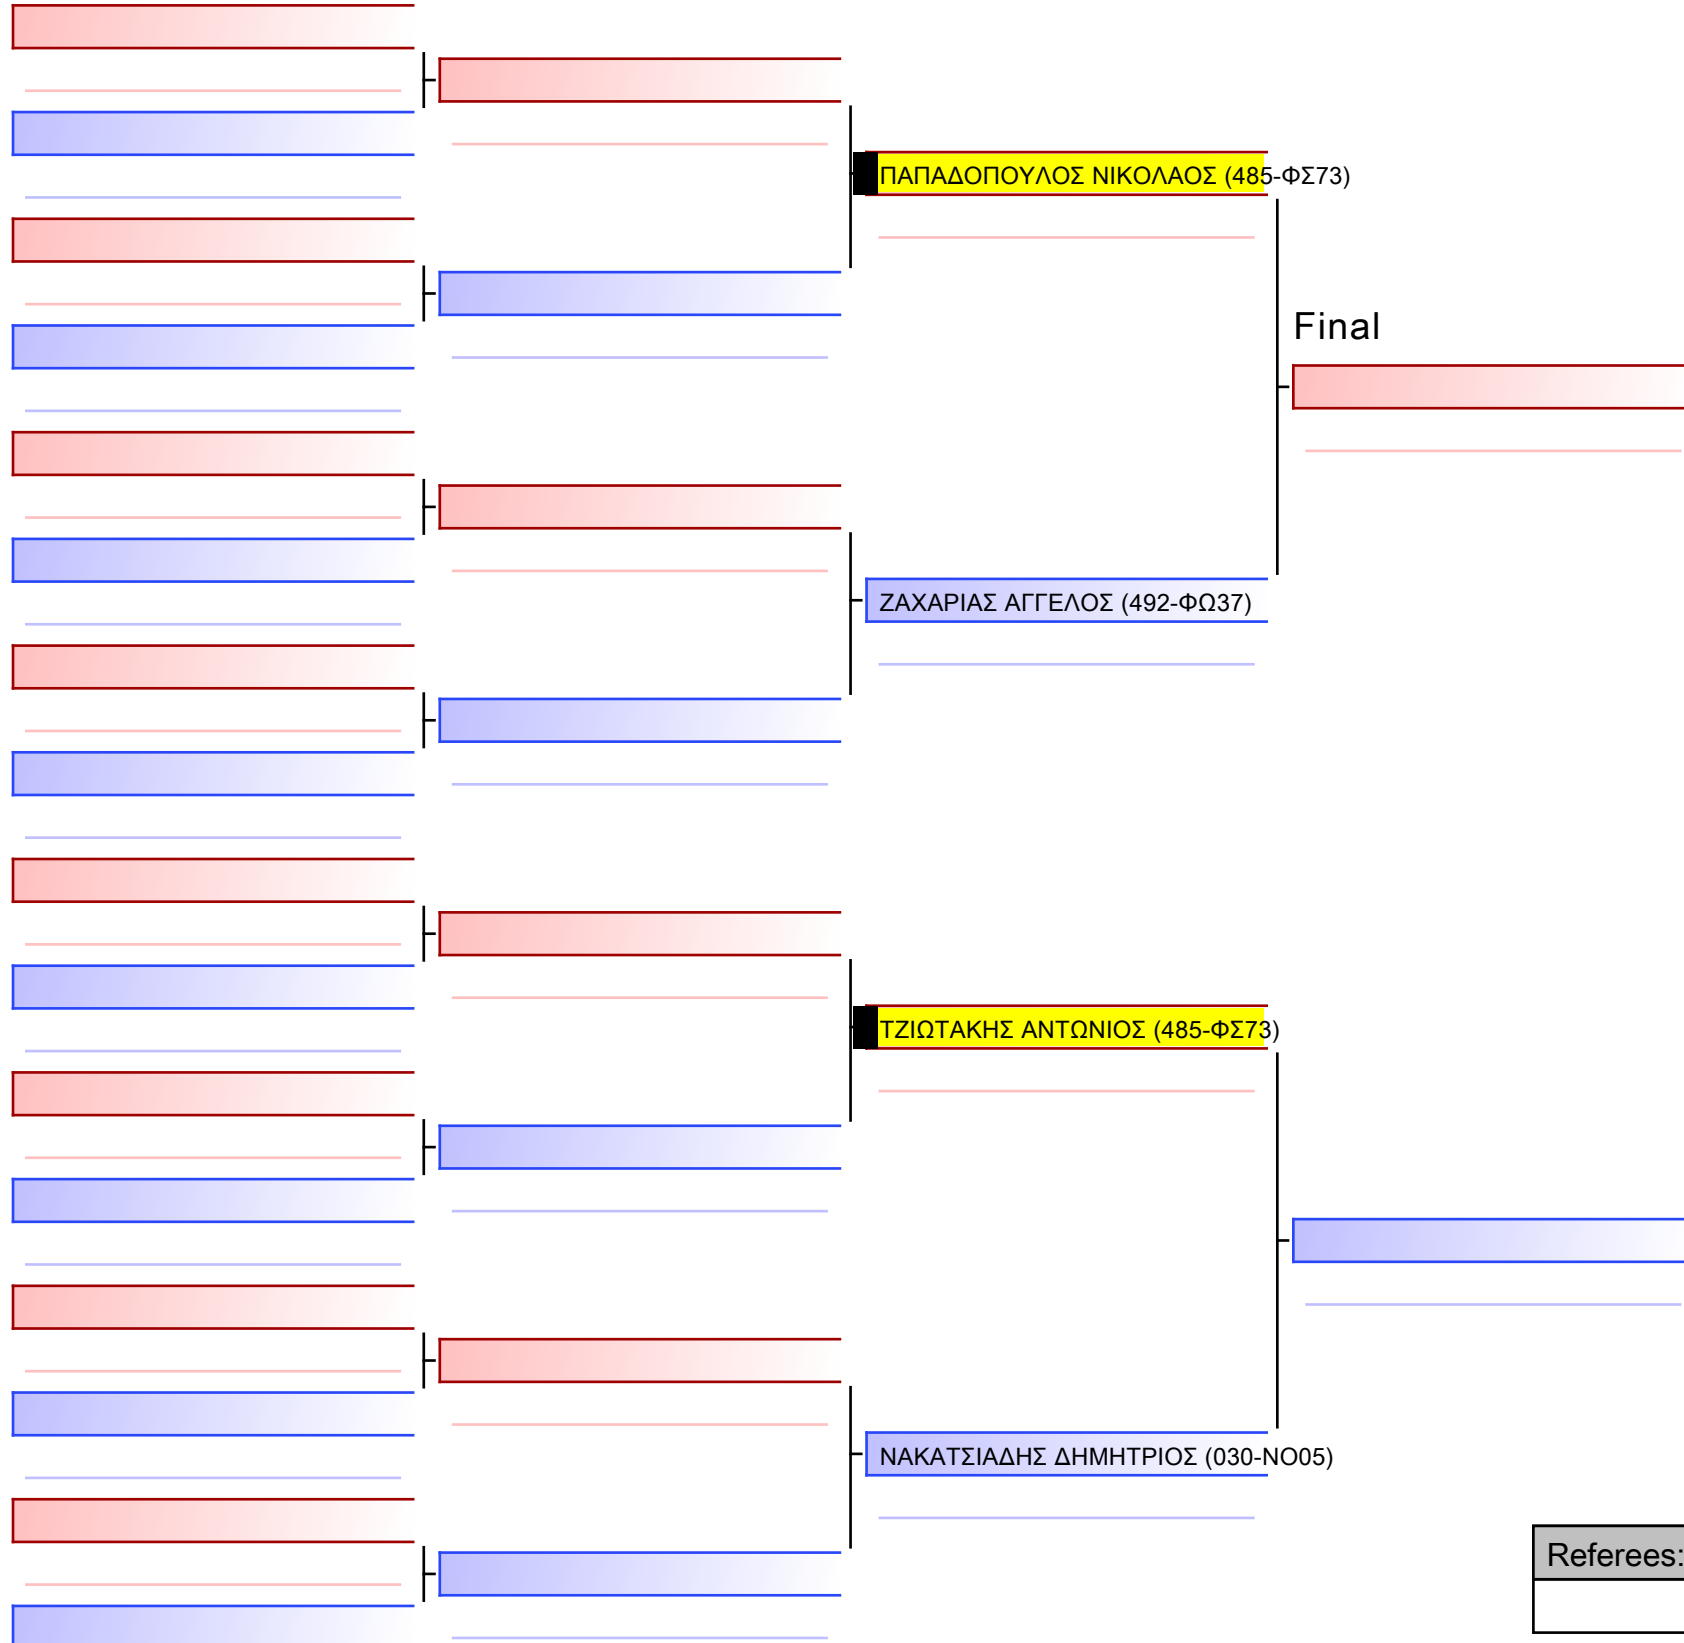 ΠΑΠΑΔΟΠΟΥΛΟΣ ΝΙΚΟΛΑΟΣ (485-ΦΣ73)
Final
ΖΑΧΑΡΙΑΣ ΑΓΓΕΛΟΣ (492-ΦΩ37)
ΤΖΙΩΤΑΚΗΣ ΑΝΤΩΝΙΟΣ (485-ΦΣ73)
ΝΑΚΑΤΣΙΑΔΗΣ ΔΗΜΗΤΡΙΟΣ (030-ΝΟ05)
Referees: